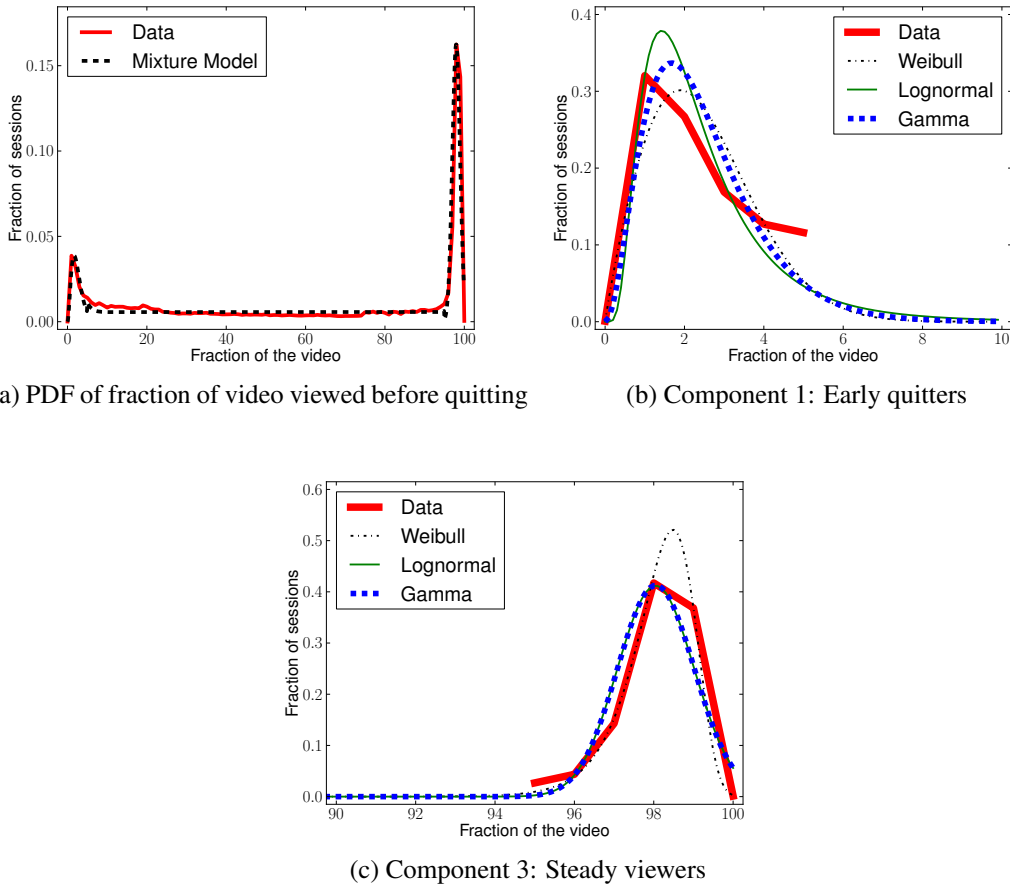 Data
Mixture Model
0.15
0.10
0.05
0.00
Fraction of sessions
0 20 40 60 80 100
Fraction of the video
a) PDF of fraction of video viewed before quitting
Data
Weibull
Lognormal
Gamma
0.4
0.3
0.2
0.1
0.0
Fraction of sessions
0 2 4 6 8 10
Fraction of the video
(b) Component 1: Early quitters
Data
Weibull
Lognormal
Gamma
0.6
0.5
0.4
0.3
0.2
0.1
0.0
Fraction of sessions
90 92 94 96 98 100
Fraction of the video
(c) Component 3: Steady viewers